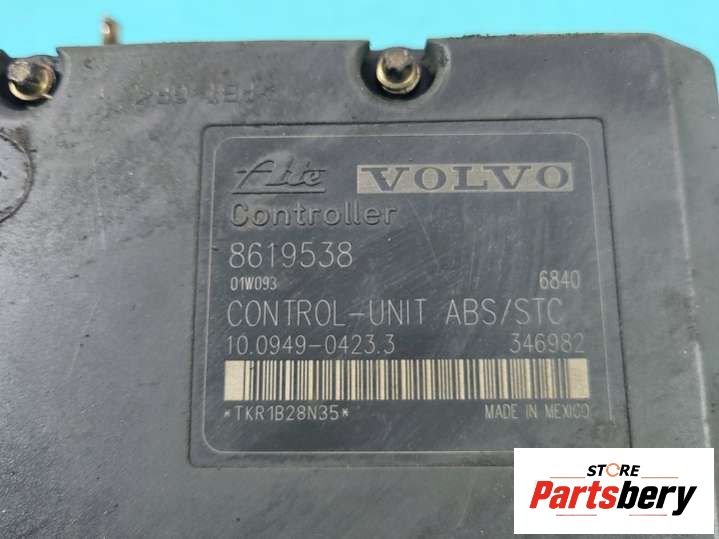 Ate VOLVO
Controller
8619538
01W093 6840
CONTROL-UNIT ABS/STC
10.0949-0423.3 346982
*TKR1B28N35* MADE IN MEXICO
STORE
Partsbery